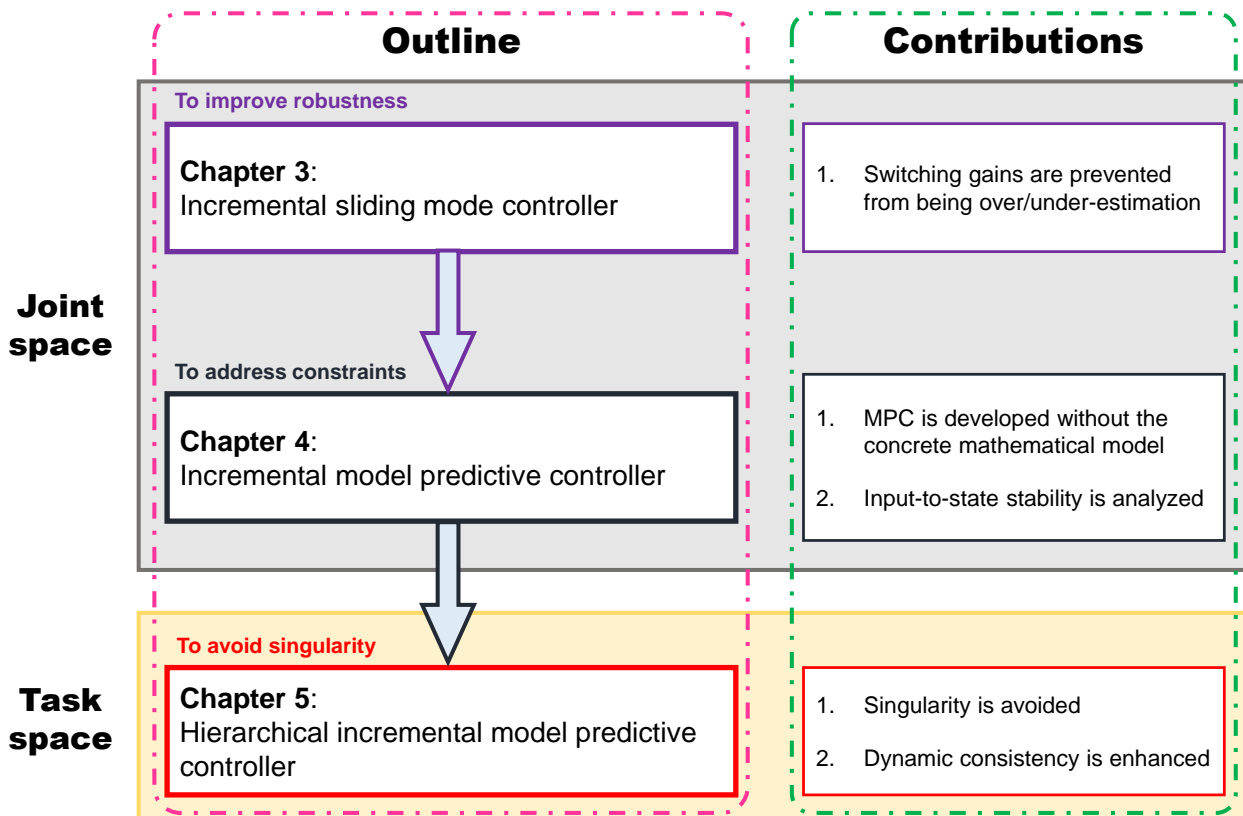 Outline
Contributions
To improve robustness
Chapter 3:
Incremental sliding mode controller
1. Switching gains are prevented
from being over/under-estimation
Joint
space
To address constraints
Chapter 4:
Incremental model predictive controller
1. MPC is developed without the
concrete mathematical model
2. Input-to-state stability is analyzed
To avoid singularity
Task
space
Chapter 5:
Hierarchical incremental model predictive
controller
1. Singularity is avoided
2. Dynamic consistency is enhanced